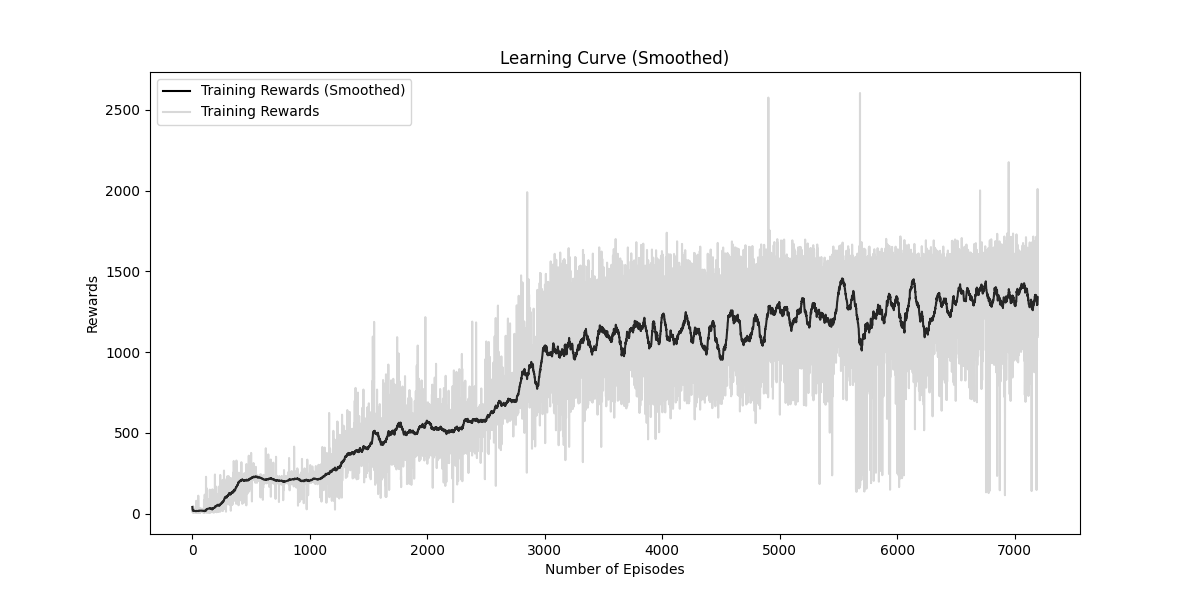 Learning Curve (Smoothed)
Training Rewards (Smoothed)
Training Rewards
Rewards
2500
2000
1500
1000
500
0
0 1000 2000 3000 4000 5000 6000 7000
Number of Episodes